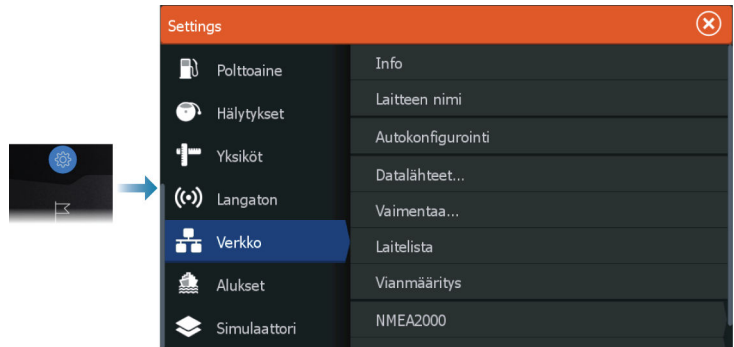 Settings
Polttoaine
Hälytykset
Yksiköt
Langaton
Verkko
Alukset
Simulaattori
Info
Laitteen nimi
Autokonfigurointi
Datalähteet...
Vaimentaa...
Laitelista
Vianmääritys
NMEA2000